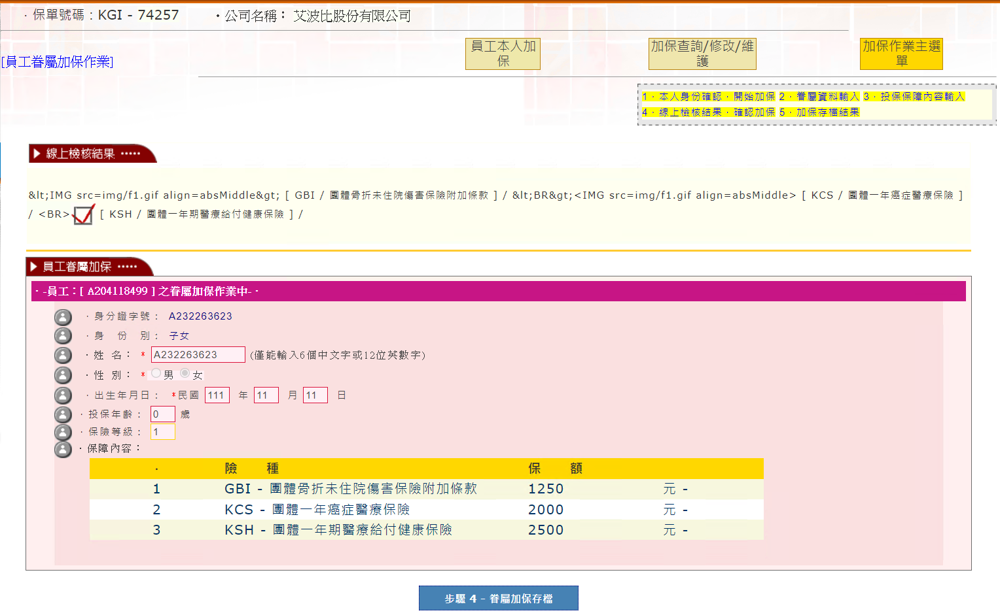 · 保單號碼：KGI - 74257 ・公司名稱： 艾波比股份有限公司
[員工眷屬加保作業]
員工本人加
保
加保查詢/修改/維
護
加保作業主選
單
1‧本人身份確認‧開始加保 2‧眷屬資料輸入 3‧投保保障內容輸入
4‧線上檢核結果‧確認加保 5‧加保存檔結果
線上檢核結果 ·····
&lt;IMG src=img/f1.gif align=absMiddle&gt; [ GBI / 團體骨折未住院傷害保險附加條款 ] / &lt;BR&gt;<IMG src=img/f1.gif align=absMiddle> [ KCS / 團體一年癌症醫療保險 ]
/ <BR> [ KSH / 團體一年期醫療給付健康保險 ] /
員工眷屬加保 ·····
‧-員工：[ A204118499 ] 之眷屬加保作業中-‧
‧身分證字號： A232263623
‧身 份 別： 子女
‧姓 名： * A232263623 (僅能輸入6個中文字或12位英數字)
‧性 別： * 男 女
‧出生年月日： *民國 111 年 11 月 11 日
‧投保年齡： 0 歲
‧保險等級： 1
‧保障內容：
‧ 險 種 保 額
1 GBI - 團體骨折未住院傷害保險附加條款 1250 元 -
2 KCS - 團體一年癌症醫療保險 2000 元 -
3 KSH - 團體一年期醫療給付健康保險 2500 元 -
步驟 4 - 眷屬加保存檔